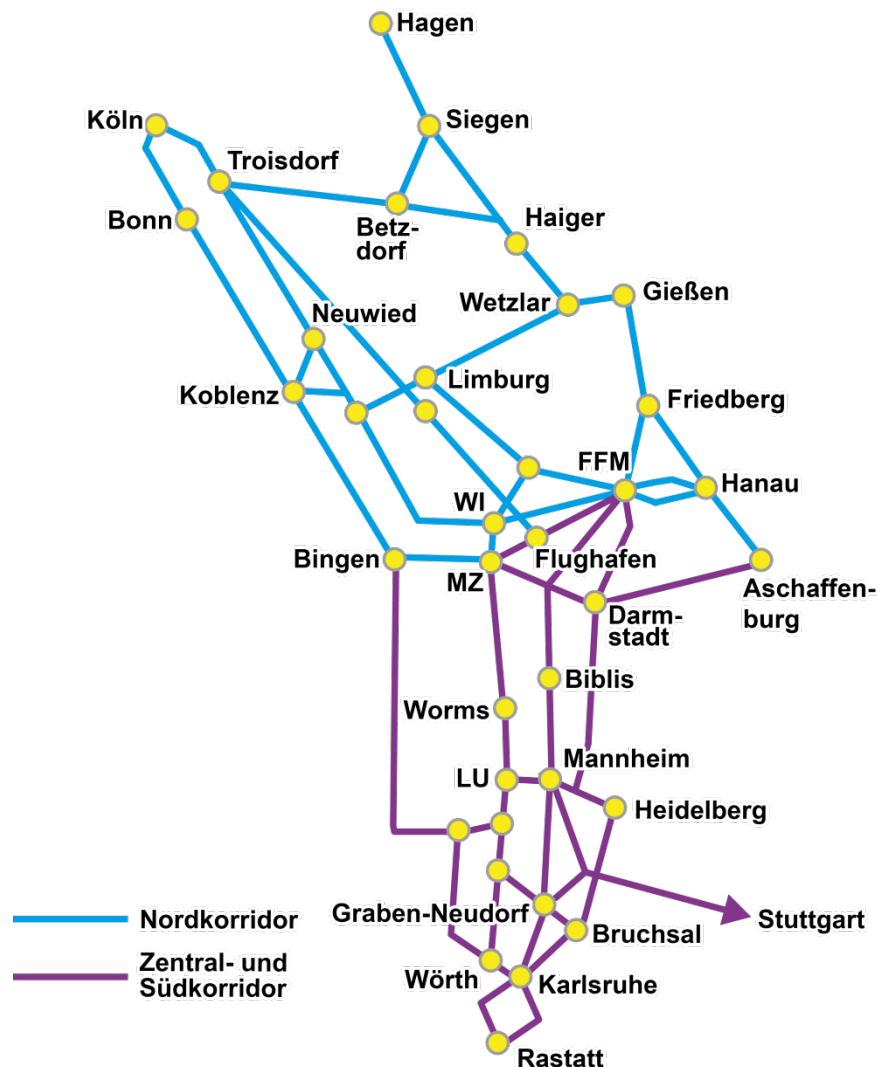 Hagen
Köln
Siegen
Troisdorf
Bonn
Betz-
dorf
Haiger
Wetzlar
Gießen
Neuwied
Koblenz
Limburg
Friedberg
FFM
Hanau
WI
Bingen
MZ
Flughafen
Aschaffen-
burg
Darm-
stadt
Biblis
Worms
LU
Mannheim
Heidelberg
Graben-Neudorf
Stuttgart
Bruchsal
Nordkorridor
Zentral- und
Südkorridor
Wörth
Karlsruhe
Rastatt